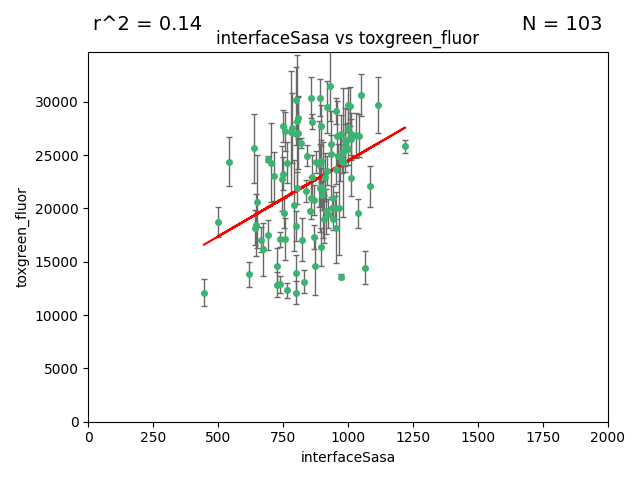 r^2 = 0.14
N = 103
interfaceSasa vs toxgreen_fluor
30000
25000
20000
15000
10000
5000
0
toxgreen_fluor
0 250 500 750 1000 1250 1500 1750 2000
interfaceSasa